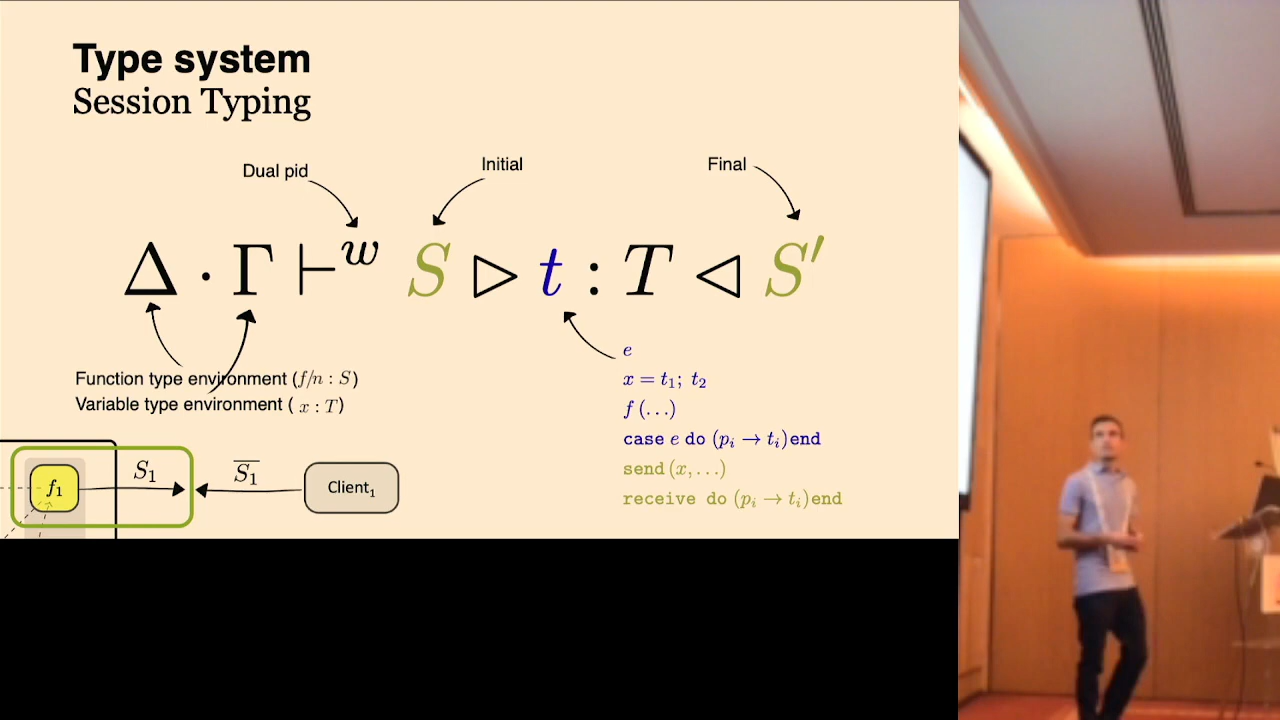 Type system
Session Typing
Dual pid
Initial
Final
Δ · Γ ⊢ʷ S ▷ t : T ◁ S′
Function type environment (f/n : S)
Variable type environment ( x : T)
e
x = t₁; t₂
f (...)
case e do (pᵢ → tᵢ)end
send (x, ...)
receive do (pᵢ → tᵢ)end
f₁
S₁
S̅₁
Client₁